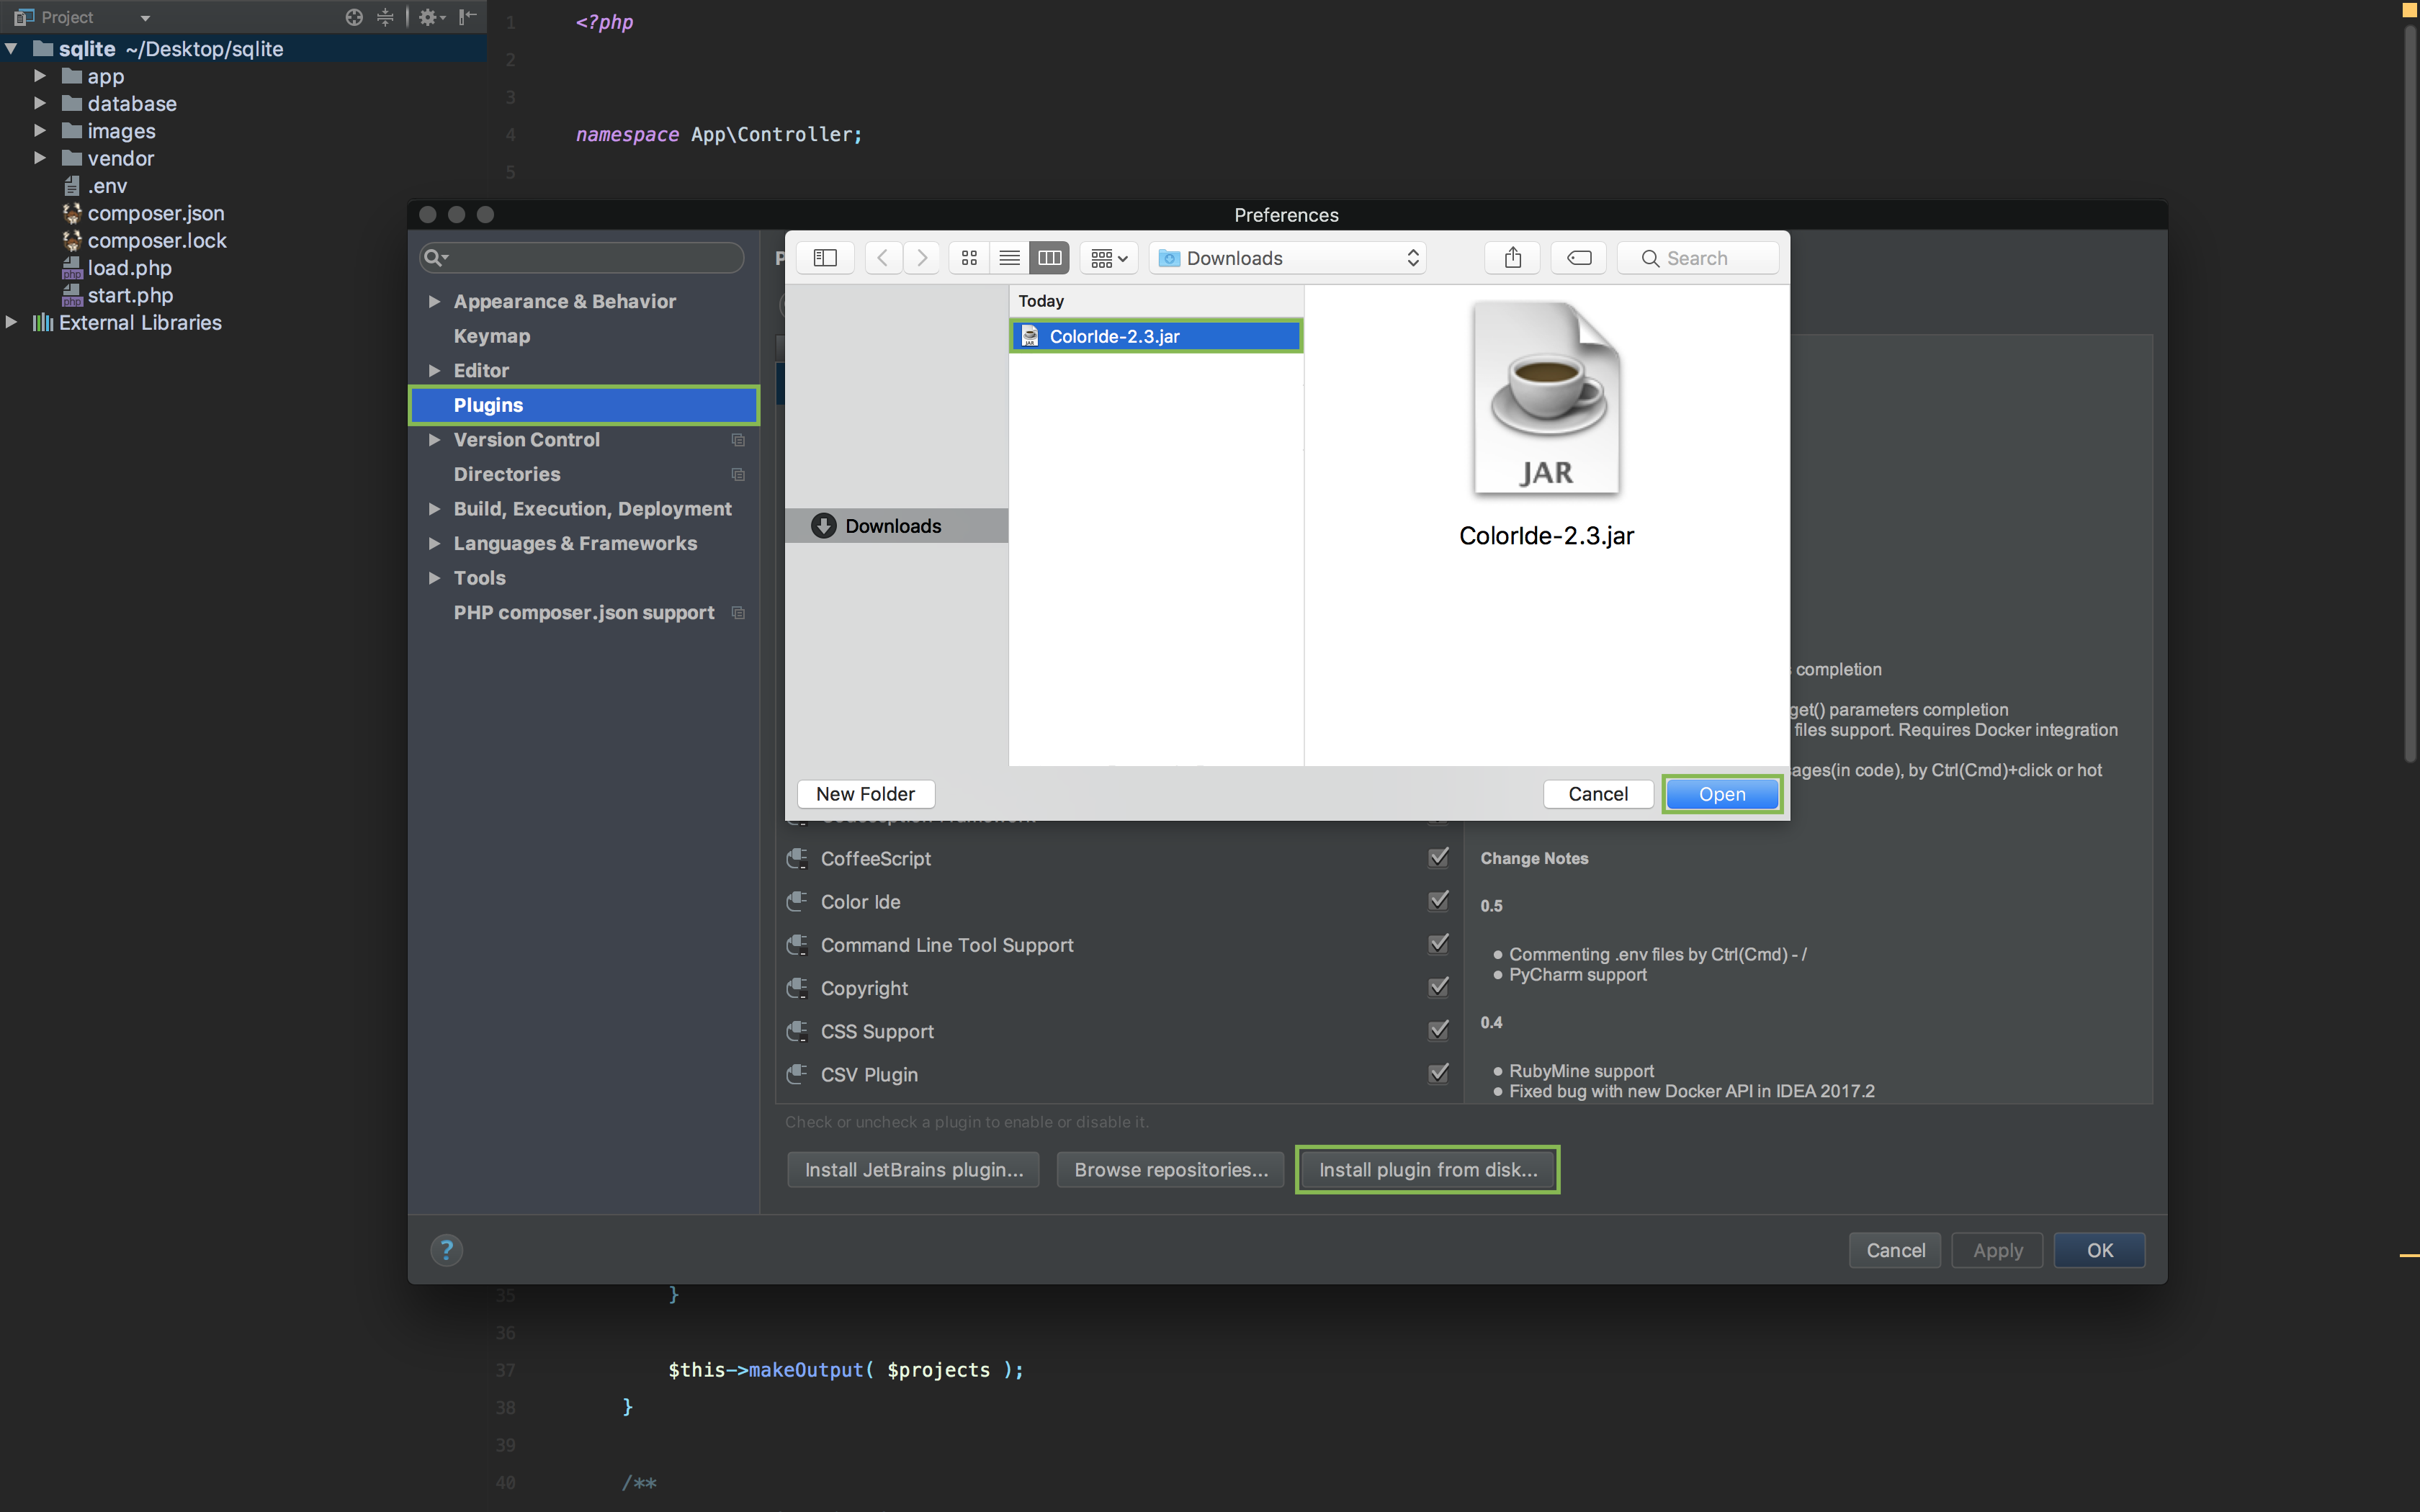 Project
sqlite ~/Desktop/sqlite
app
database
images
vendor
.env
composer.json
composer.lock
php load.php
php start.php
External Libraries
1 <?php
2
3
4 namespace App\Controller;
5
Preferences
Appearance & Behavior
Keymap
Editor
Plugins
Version Control
Directories
Build, Execution, Deployment
Languages & Frameworks
Tools
PHP composer.json support
Downloads
Search
Today
JAR ColorIde-2.3.jar
Downloads
JAR
ColorIde-2.3.jar
New Folder
Cancel
Open
completion
get() parameters completion
files support. Requires Docker integration
ages(in code), by Ctrl(Cmd)+click or hot
CoffeeScript
Color Ide
Command Line Tool Support
Copyright
CSS Support
CSV Plugin
Change Notes
0.5
Commenting .env files by Ctrl(Cmd) - /
PyCharm support
0.4
RubyMine support
Fixed bug with new Docker API in IDEA 2017.2
Check or uncheck a plugin to enable or disable it.
Install JetBrains plugin...
Browse repositories...
Install plugin from disk...
?
Cancel
Apply
OK
35 }
36
37 $this->makeOutput( $projects );
38 }
39
40 /**